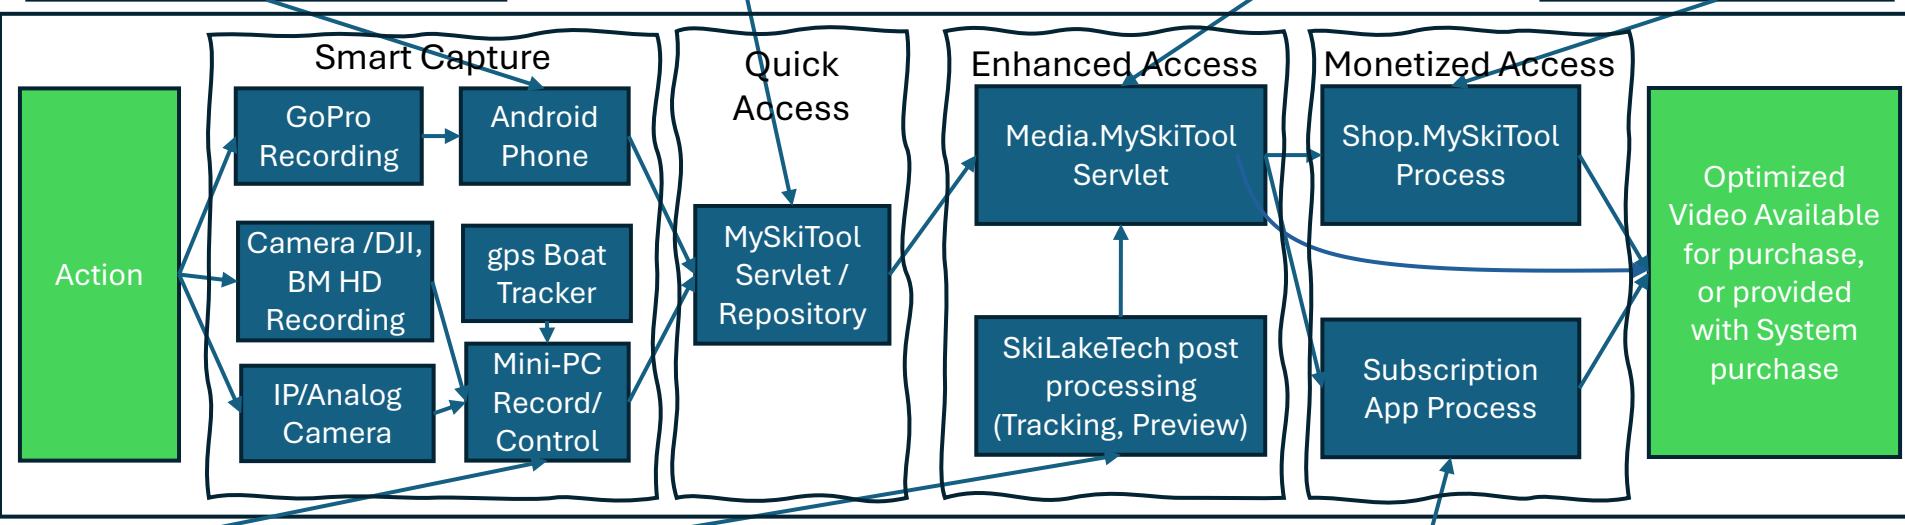 Smart Capture
Quick
Access
Enhanced Access
Monetized Access
Action
GoPro
Recording
Android
Phone
Camera /DJI,
BM HD
Recording
gps Boat
Tracker
IP/Analog
Camera
Mini-PC
Record/
Control
MySkiTool
Servlet /
Repository
Media.MySkiTool
Servlet
SkiLakeTech post
processing
(Tracking, Preview)
Shop.MySkiTool
Process
Subscription
App Process
Optimized
Video Available
for purchase,
or provided
with System
purchase